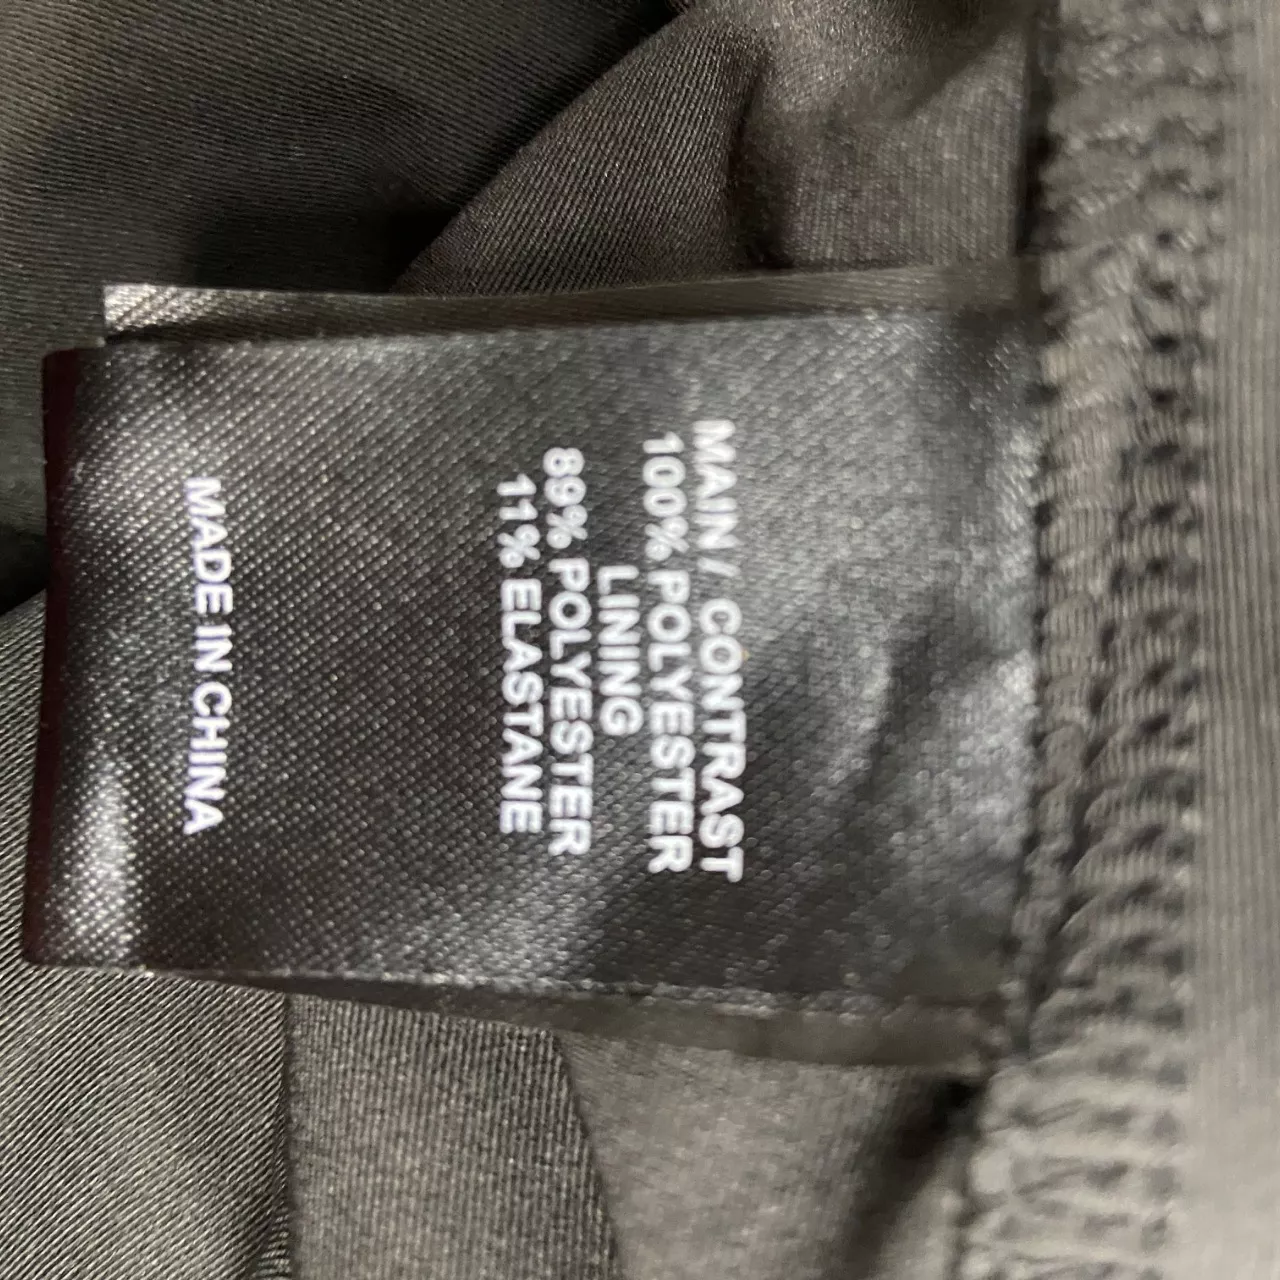 MAIN / CONTRAST
100% POLYESTER
LINING
89% POLYESTER
11% ELASTANE
MADE IN CHINA